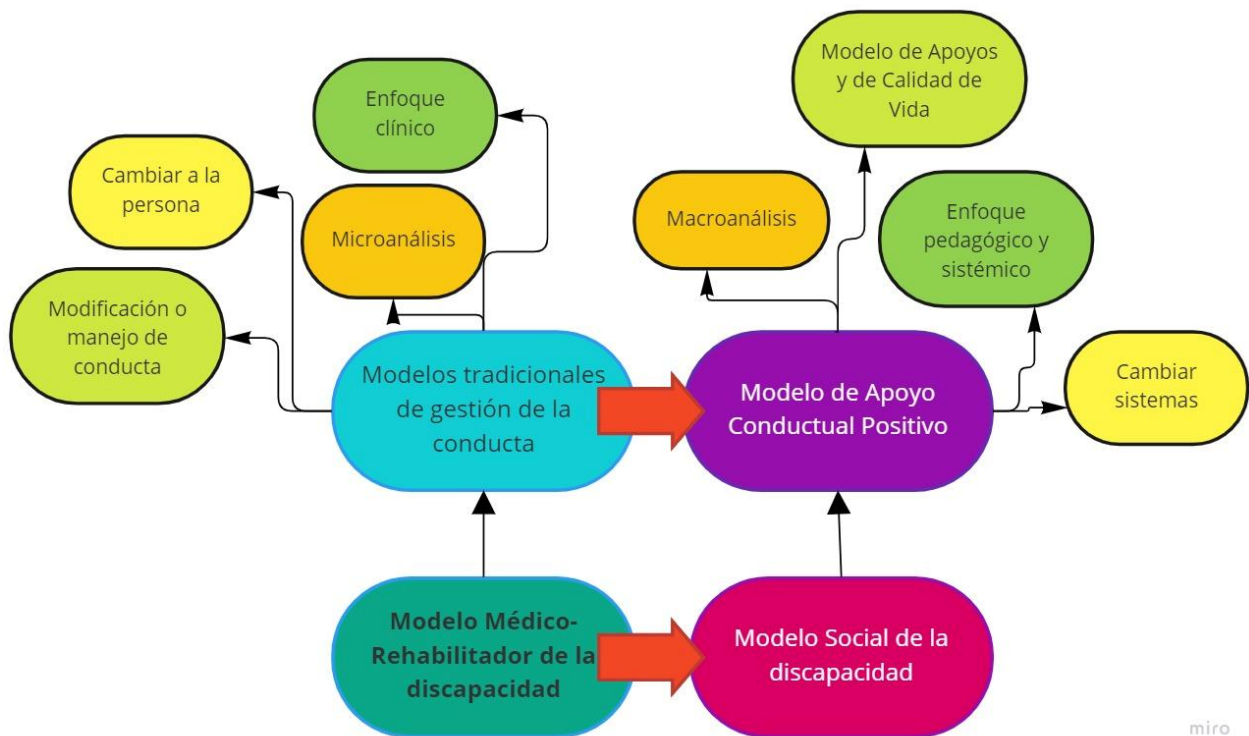 Modelo de Apoyos
y de Calidad de
Vida
Enfoque
clínico
Cambiar a la
persona
Microanálisis
Macroanálisis
Enfoque
pedagógico y
sistémico
Modificación o
manejo de
conducta
Modelos tradicionales
de gestión de la
conducta
Modelo de Apoyo
Conductual Positivo
Cambiar
sistemas
Modelo Médico-
Rehabilitador de la
discapacidad
Modelo Social de la
discapacidad
miro